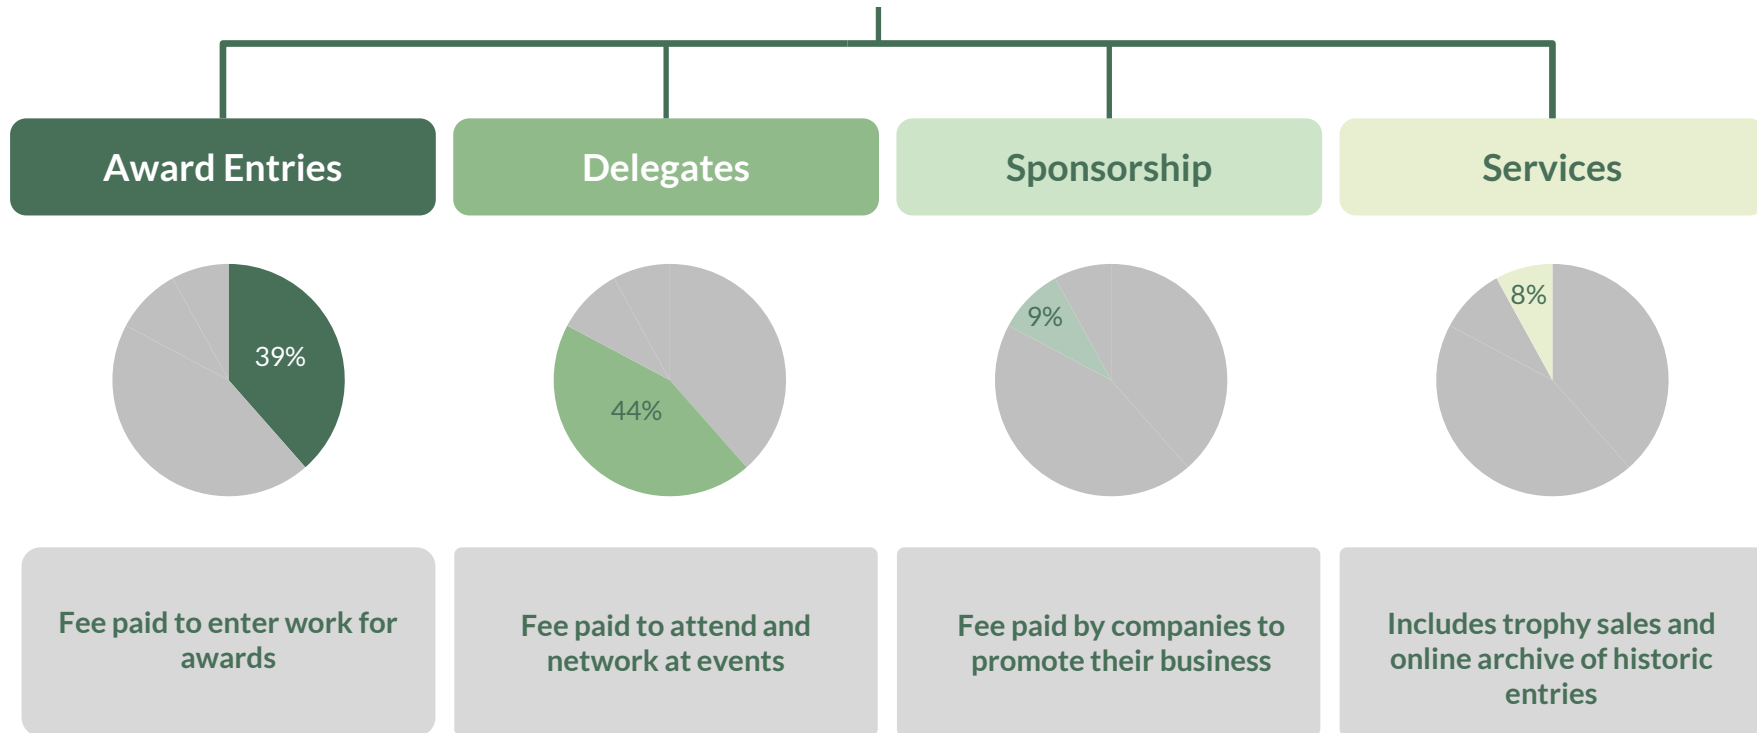 Award Entries
Delegates
Sponsorship
Services
39%
44%
9%
8%
Fee paid to enter work for
awards
Fee paid to attend and
network at events
Fee paid by companies to
promote their business
Includes trophy sales and
online archive of historic
entries